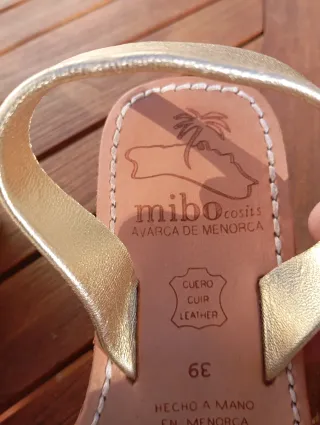 mibo cosits
AVARCA DE MENORCA
CUERO
CUIR
LEATHER
39
HECHO A MANO
EN MENORCA